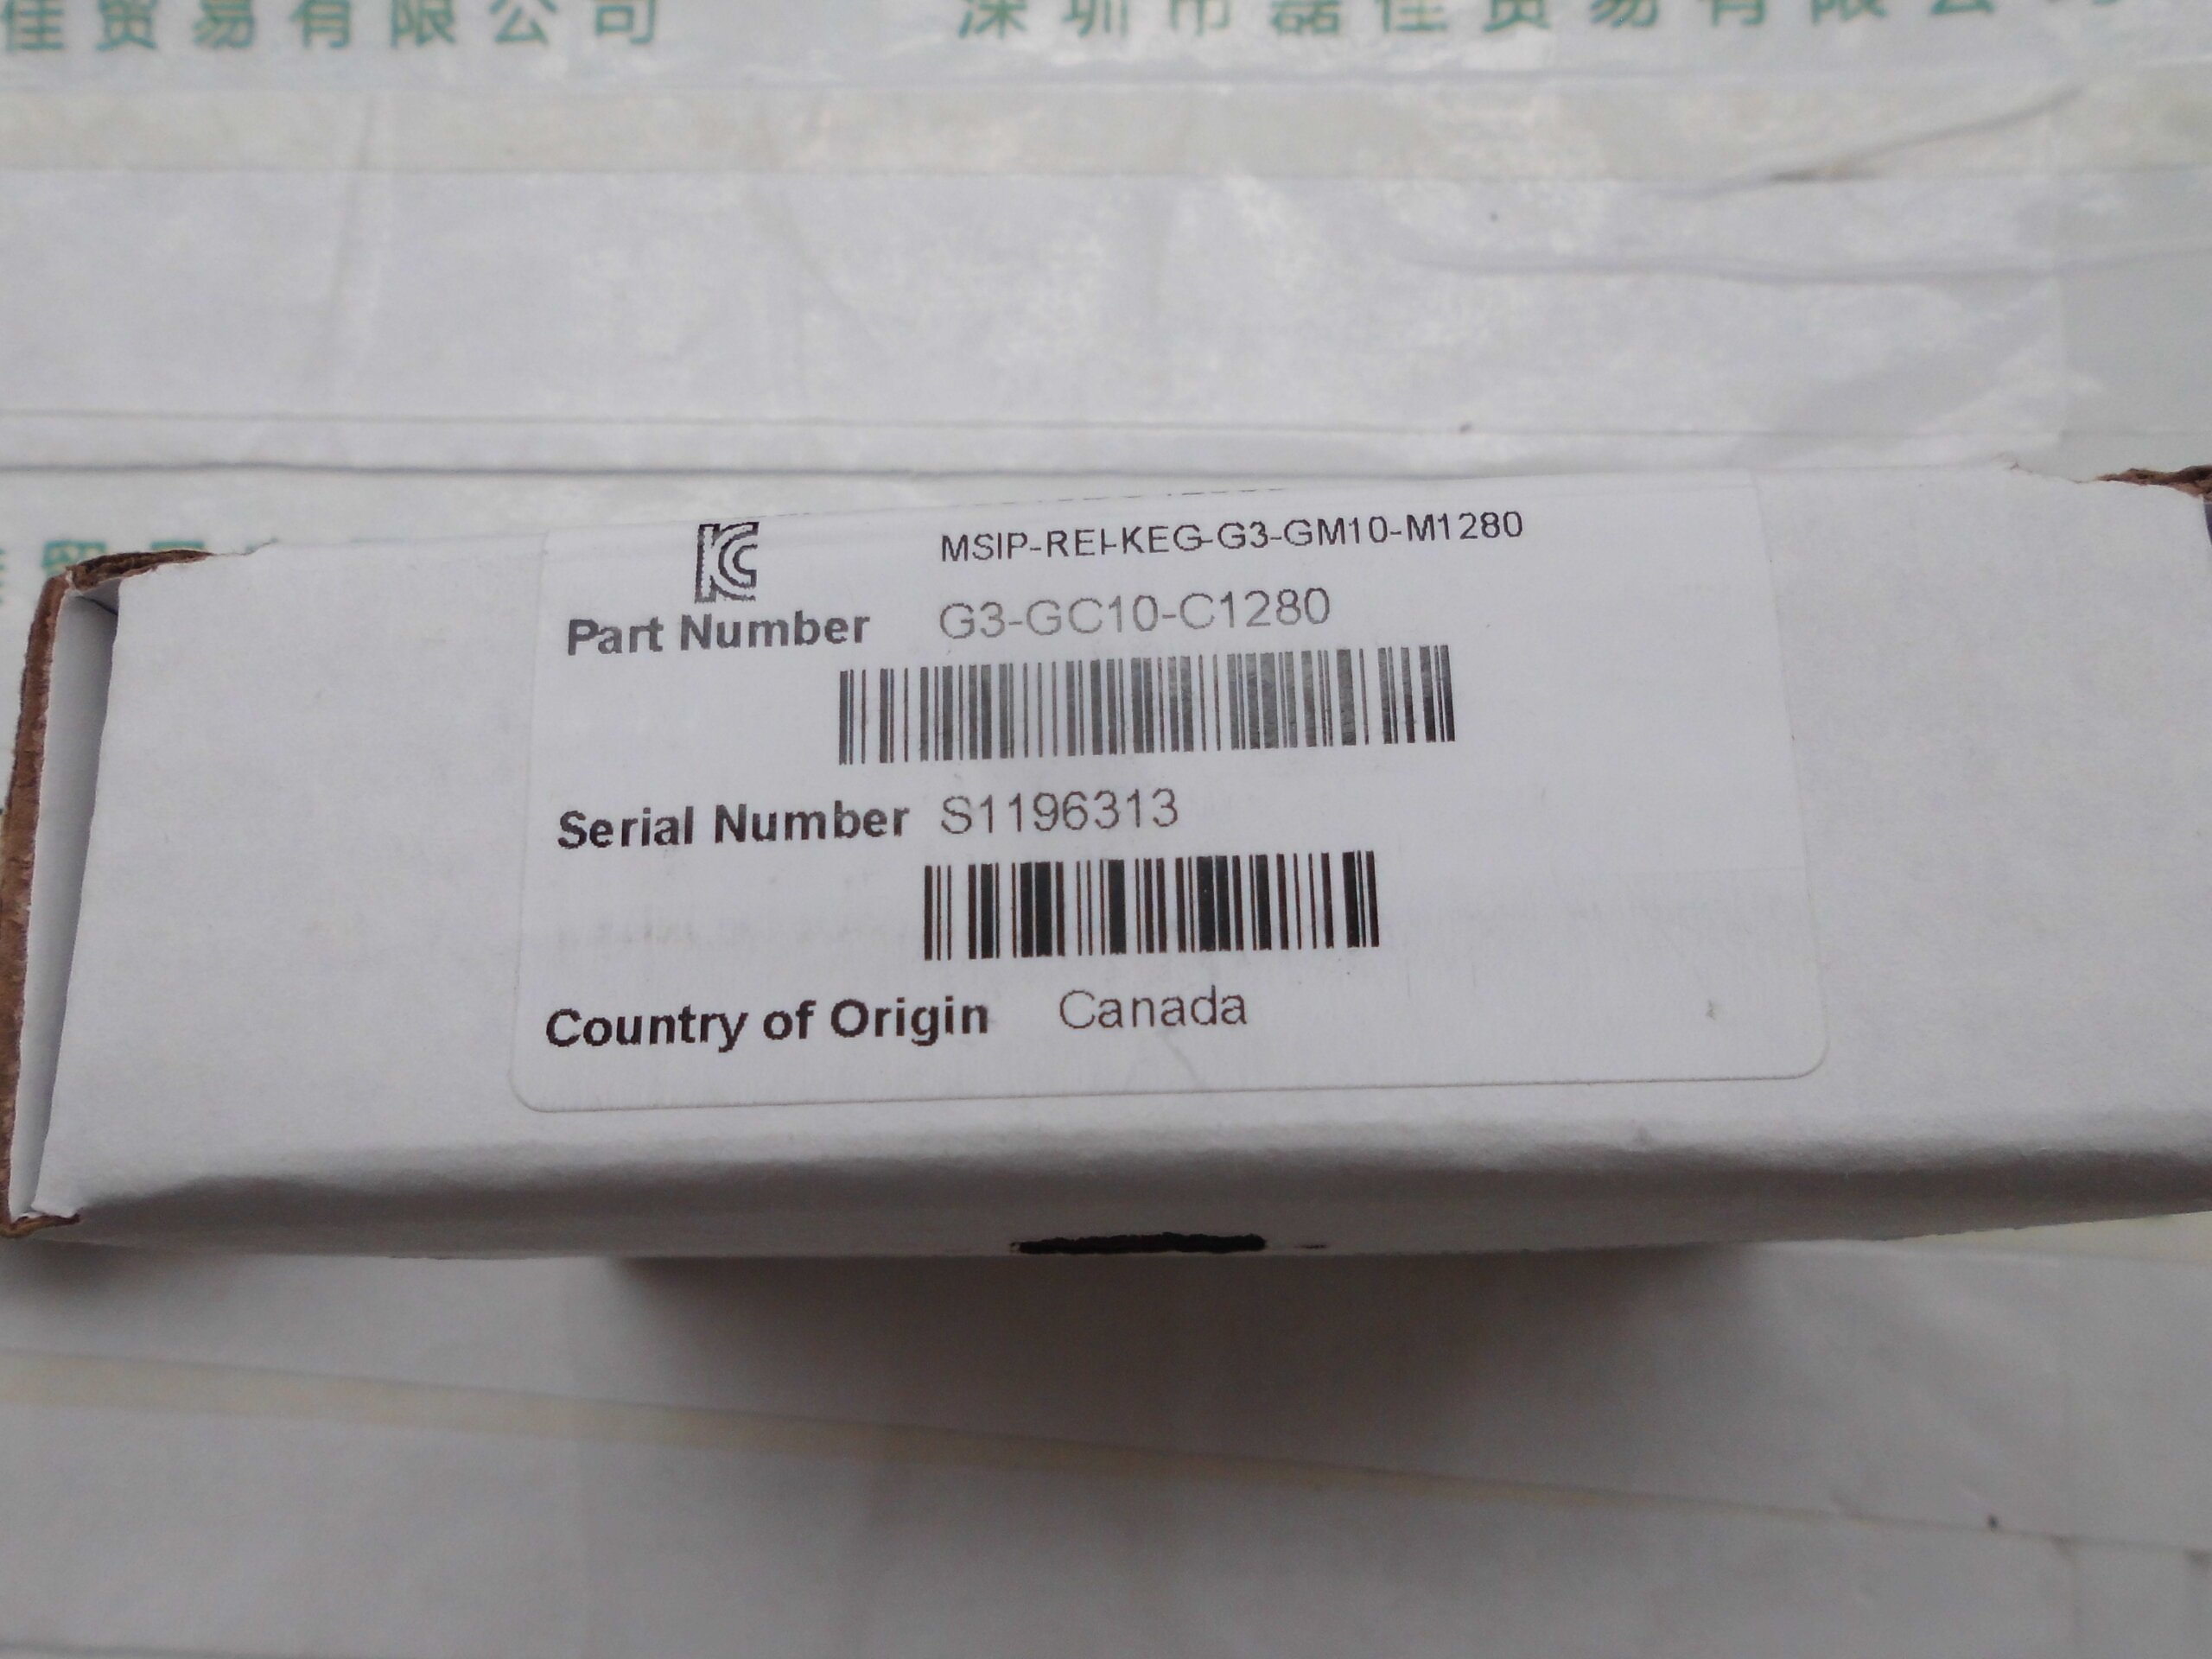 佳贸易有限公司
深圳市磊佳贸易有限公
MSIP-REI-KEG-G3-GM10-M1280
Part Number G3-GC10-C1280
Serial Number S1196313
Country of Origin Canada